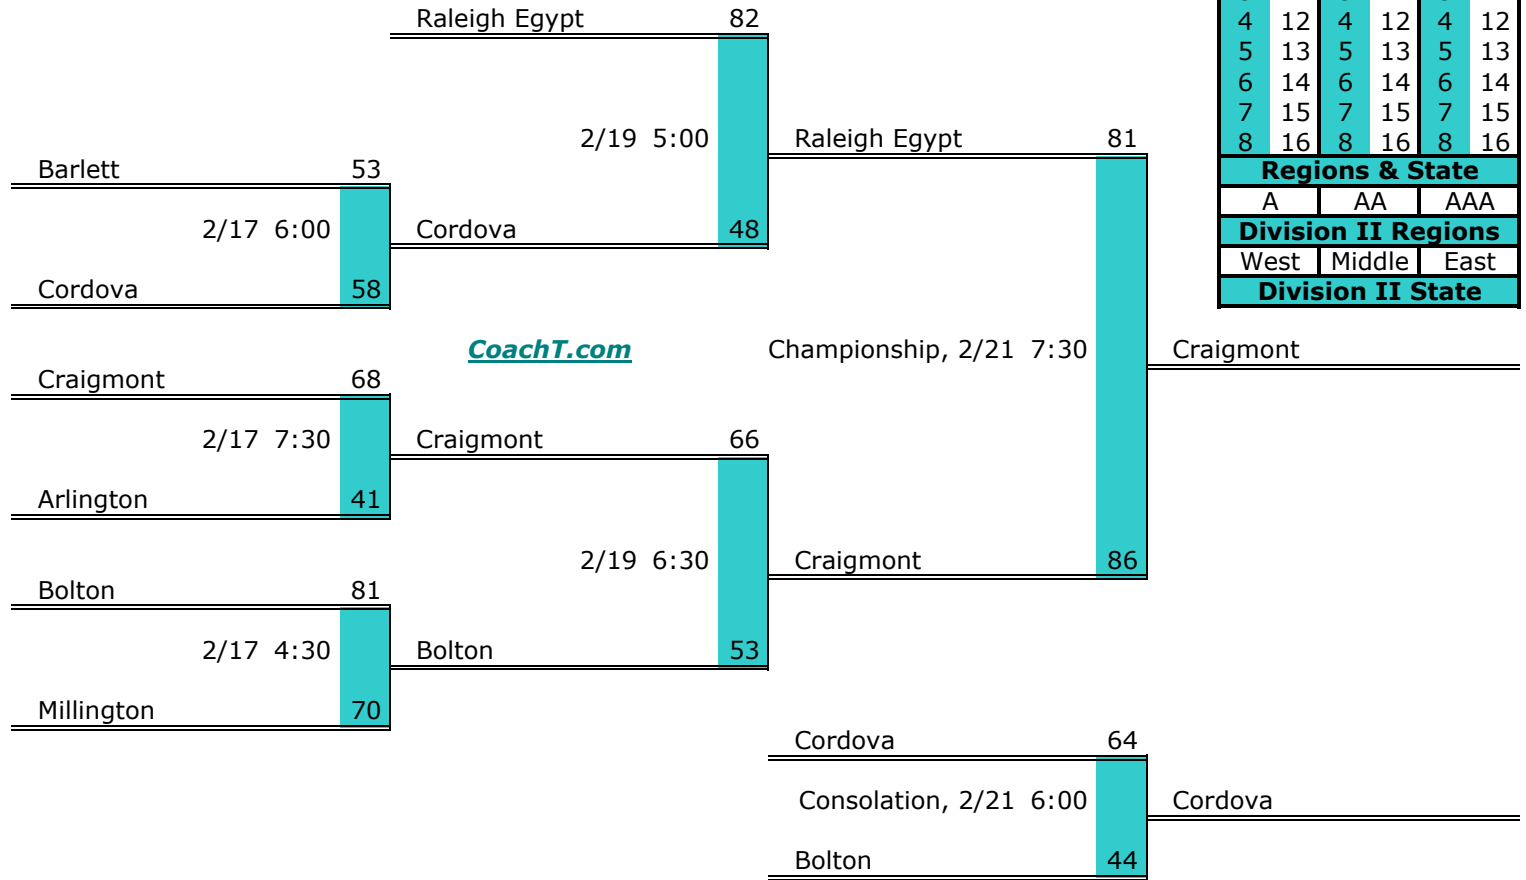 Raleigh Egypt 82
4 12 4 12 4 12
5 13 5 13 5 13
6 14 6 14 6 14
7 15 7 15 7 15
2/19 5:00 Raleigh Egypt 81
8 16 8 16 8 16
Barlett 53
Regions & State
A AA AAA
2/17 6:00 Cordova 48
Division II Regions
West Middle East
Cordova 58
Division II State
CoachT.com Championship, 2/21 7:30 Craigmont
Craigmont 68
2/17 7:30 Craigmont 66
Arlington 41
2/19 6:30 Craigmont 86
Bolton 81
2/17 4:30 Bolton 53
Millington 70
Cordova 64
Consolation, 2/21 6:00 Cordova
Bolton 44